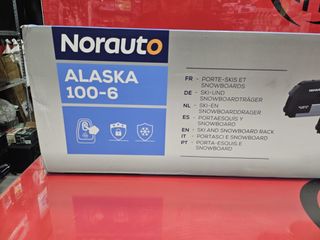 Norauto
ALASKA
100-6
FR - PORTE-SKIS ET
SNOWBOARDS
DE - SKI-UND
SNOWBOARDTRÄGER
NL - SKI-EN
SNOWBOARDDRAGER
ES - PORTAESQUIS Y
SNOWBOARD
EN - SKI AND SNOWBOARD RACK
IT - PORTASCI E SNOWBOARD
PT - PORTA-ESQUIS E
SNOWBOARD